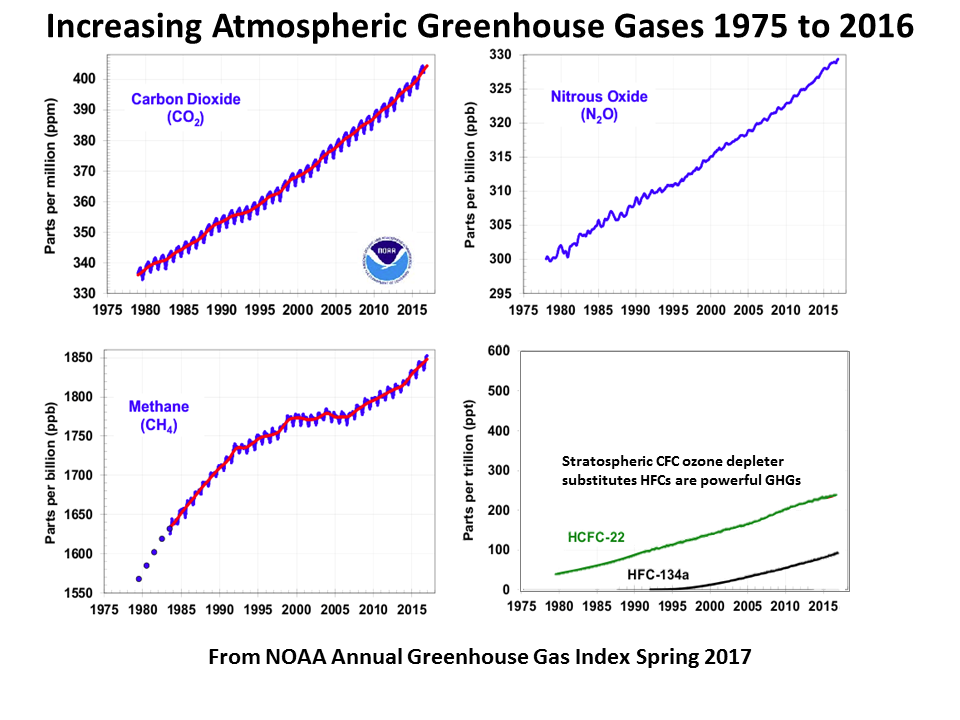 Increasing Atmospheric Greenhouse Gases 1975 to 2016
Parts per million (ppm)
400
390
380
370
360
350
340
330
Carbon Dioxide
(CO₂)
NOAA
1975 1980 1985 1990 1995 2000 2005 2010 2015
Parts per billion (ppb)
330
325
320
315
310
305
300
295
Nitrous Oxide
(N₂O)
1975 1980 1985 1990 1995 2000 2005 2010 2015
Parts per billion (ppb)
1850
1800
1750
1700
1650
1600
1550
Methane
(CH₄)
1975 1980 1985 1990 1995 2000 2005 2010 2015
Parts per trillion (ppt)
600
500
400
300
200
100
0
Stratospheric CFC ozone depleter
substitutes HFCs are powerful GHGs
HCFC-22
HFC-134a
1975 1980 1985 1990 1995 2000 2005 2010 2015
From NOAA Annual Greenhouse Gas Index Spring 2017